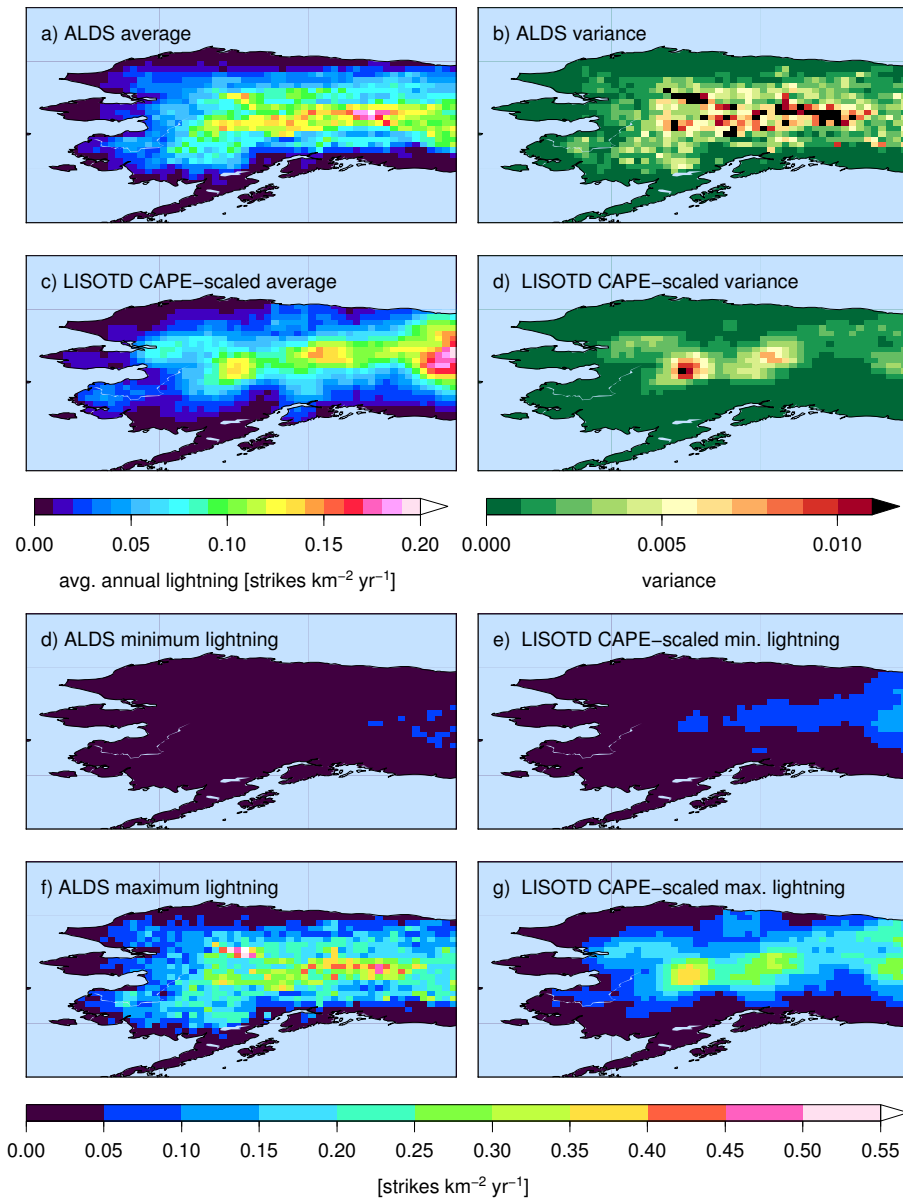 a) ALDS average
b) ALDS variance
c) LISOTD CAPE−scaled average
d) LISOTD CAPE−scaled variance
0.00 0.05 0.10 0.15 0.20
0.000 0.005 0.010
avg. annual lightning [strikes km⁻² yr⁻¹]
variance
d) ALDS minimum lightning
e) LISOTD CAPE−scaled min. lightning
f) ALDS maximum lightning
g) LISOTD CAPE−scaled max. lightning
0.00 0.05 0.10 0.15 0.20 0.25 0.30 0.35 0.40 0.45 0.50 0.55
[strikes km⁻² yr⁻¹]